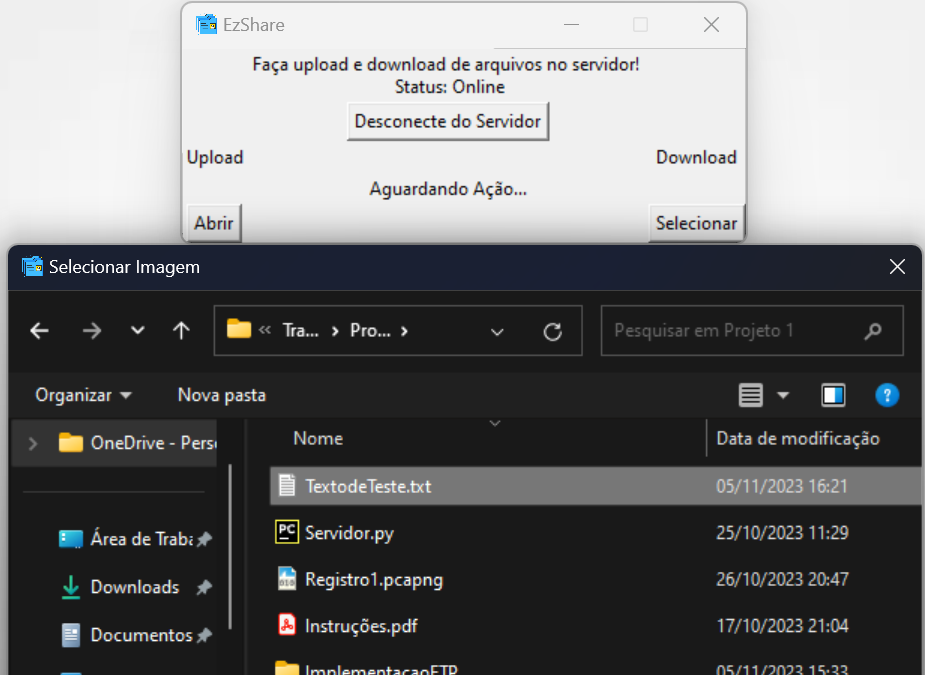 EzShare
Faça upload e download de arquivos no servidor!
Status: Online
Desconecte do Servidor
Upload
Download
Aguardando Ação...
Abrir
Selecionar
Selecionar Imagem
« Tra... › Pro... ›
Pesquisar em Projeto 1
Organizar
Nova pasta
?
OneDrive - Pers
Nome
Data de modificação
TextodeTeste.txt
05/11/2023 16:21
PC
Servidor.py
25/10/2023 11:29
Área de Traba
010
Registro1.pcapng
26/10/2023 20:47
Downloads
Instruções.pdf
17/10/2023 21:04
Documentos
ImplementacaoFTP
05/11/2023 15:33